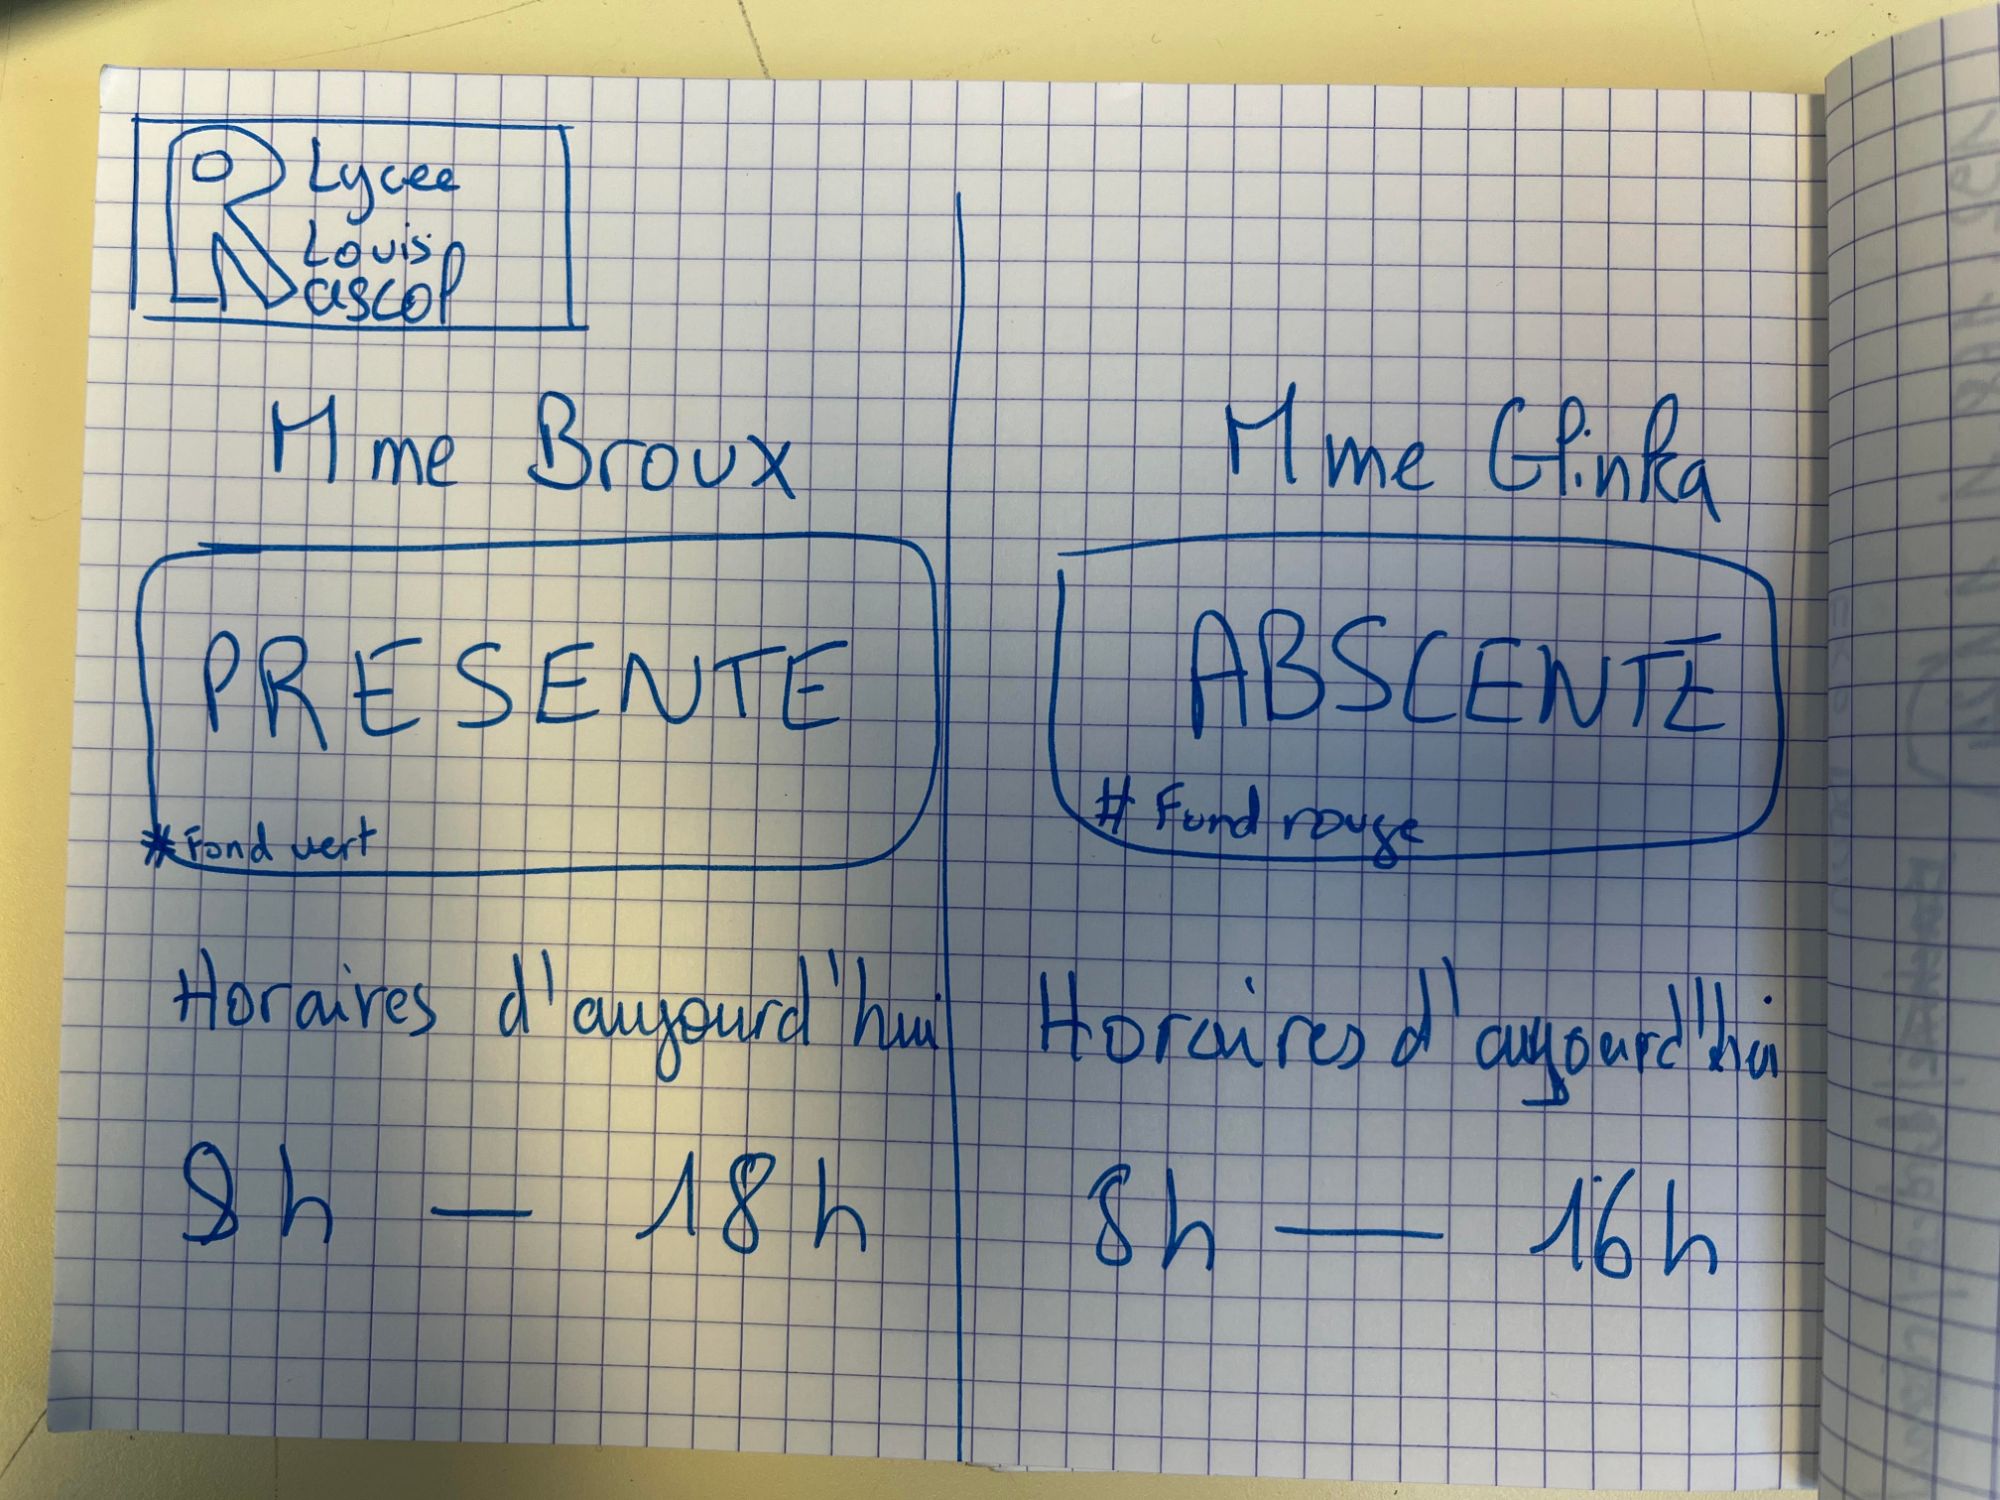 Lycee
Louis
ascop
Mme Broux
PRESENTE
* Fond vert
Horaires d'aujourd'hui
8h — 18h
Mme Glinka
ABSCENTE
# Fond rouge
Horaires d'aujourd'hui
8h — 16h